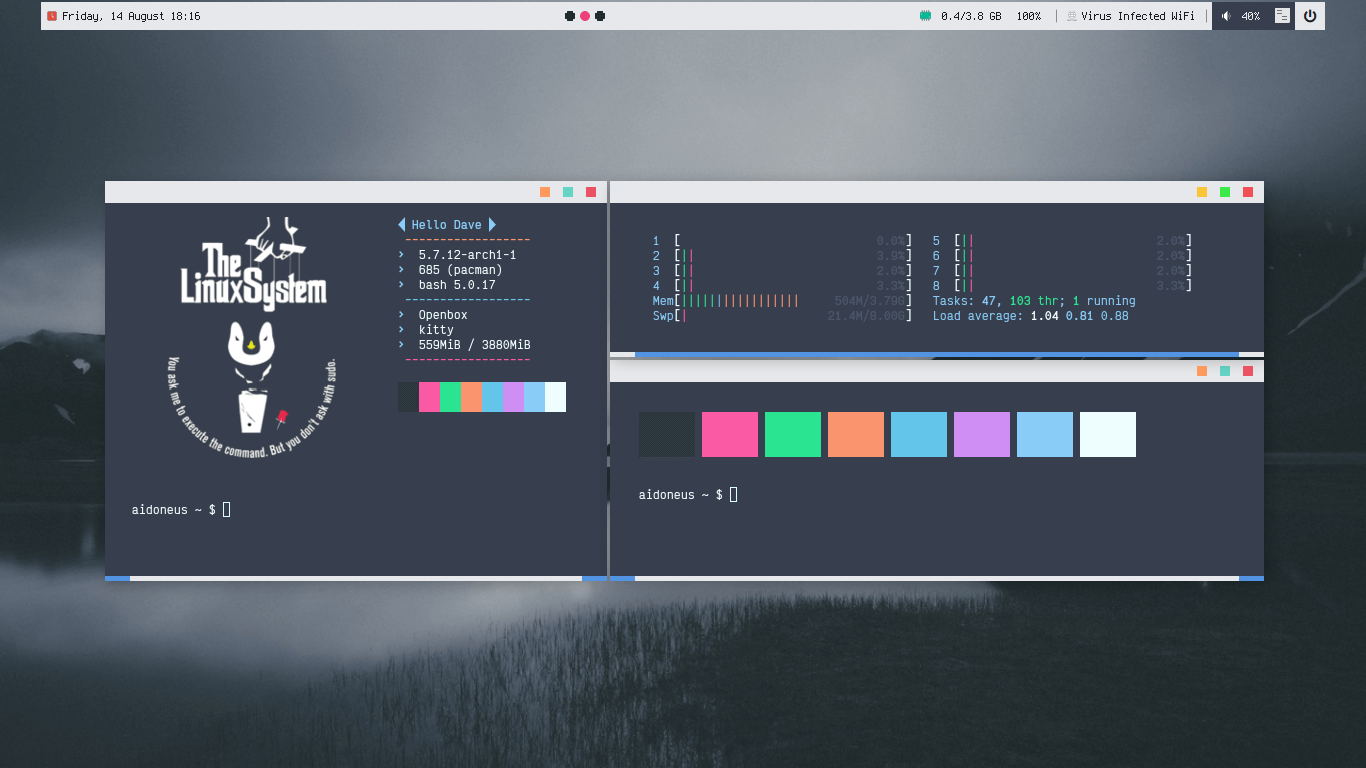 Friday, 14 August 18:16
0.4/3.8 GB 100% | Virus Infected WiFi | 40%
The
LinuxSystem
You ask me to execute the command. But you don't ask with sudo.
Hello Dave
------------------
› 5.7.12-arch1-1
› 685 (pacman)
› bash 5.0.17
------------------
› Openbox
› kitty
› 559MiB / 3880MiB
------------------
aidoneus ~ $
1 [ 0.0%] 5 [|| 2.0%]
2 [|| 3.9%] 6 [|| 2.0%]
3 [|| 2.0%] 7 [|| 2.0%]
4 [|| 3.3%] 8 [|| 3.3%]
Mem[||||||||||||||||| 504M/3.79G] Tasks: 47, 103 thr; 1 running
Swp[| 21.4M/8.00G] Load average: 1.04 0.81 0.88
aidoneus ~ $